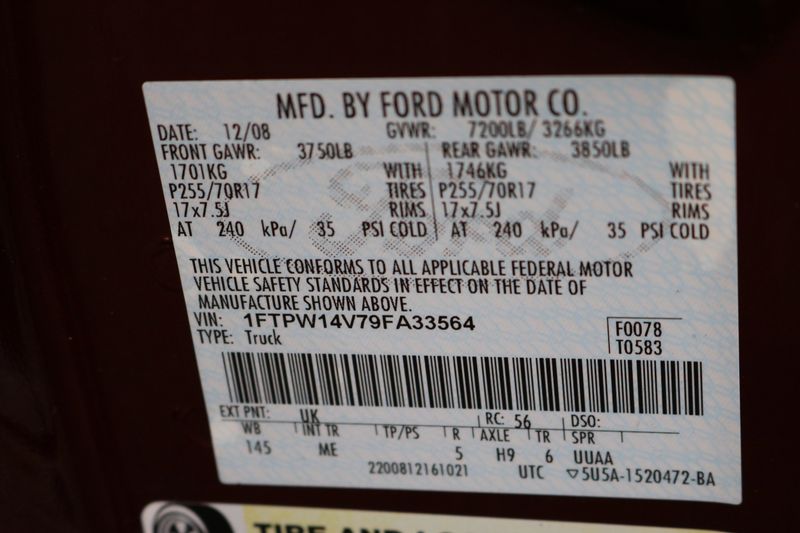 MFD. BY FORD MOTOR CO.
DATE: 12/08 GVWR: 7200LB/ 3266KG
FRONT GAWR: 3750LB REAR GAWR: 3850LB
1701KG WITH 1746KG WITH
P255/70R17 TIRES P255/70R17 TIRES
17x7.5J RIMS 17x7.5J RIMS
AT 240 kPa/ 35 PSI COLD AT 240 kPa/ 35 PSI COLD
THIS VEHICLE CONFORMS TO ALL APPLICABLE FEDERAL MOTOR
VEHICLE SAFETY STANDARDS IN EFFECT ON THE DATE OF
MANUFACTURE SHOWN ABOVE.
VIN: 1FTPW14V79FA33564 F0078
TYPE: Truck T0583
EXT PNT: UK RC: 56 DSO:
WB INT TR TP/PS R AXLE TR SPR
145 ME 5 H9 6 UUAA
2200812161021 UTC ▽5U5A-1520472-BA
TIRE AND